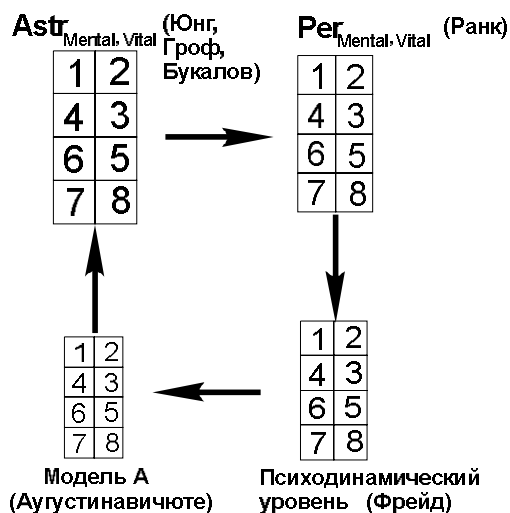 Astr Mental, Vital (Юнг, Гроф, Букалов)
1 2
4 3
6 5
7 8
Per Mental, Vital (Ранк)
1 2
4 3
6 5
7 8
1 2
4 3
6 5
7 8
Модель А
(Аугустинавичюте)
1 2
4 3
6 5
7 8
Психодинамический
уровень (Фрейд)